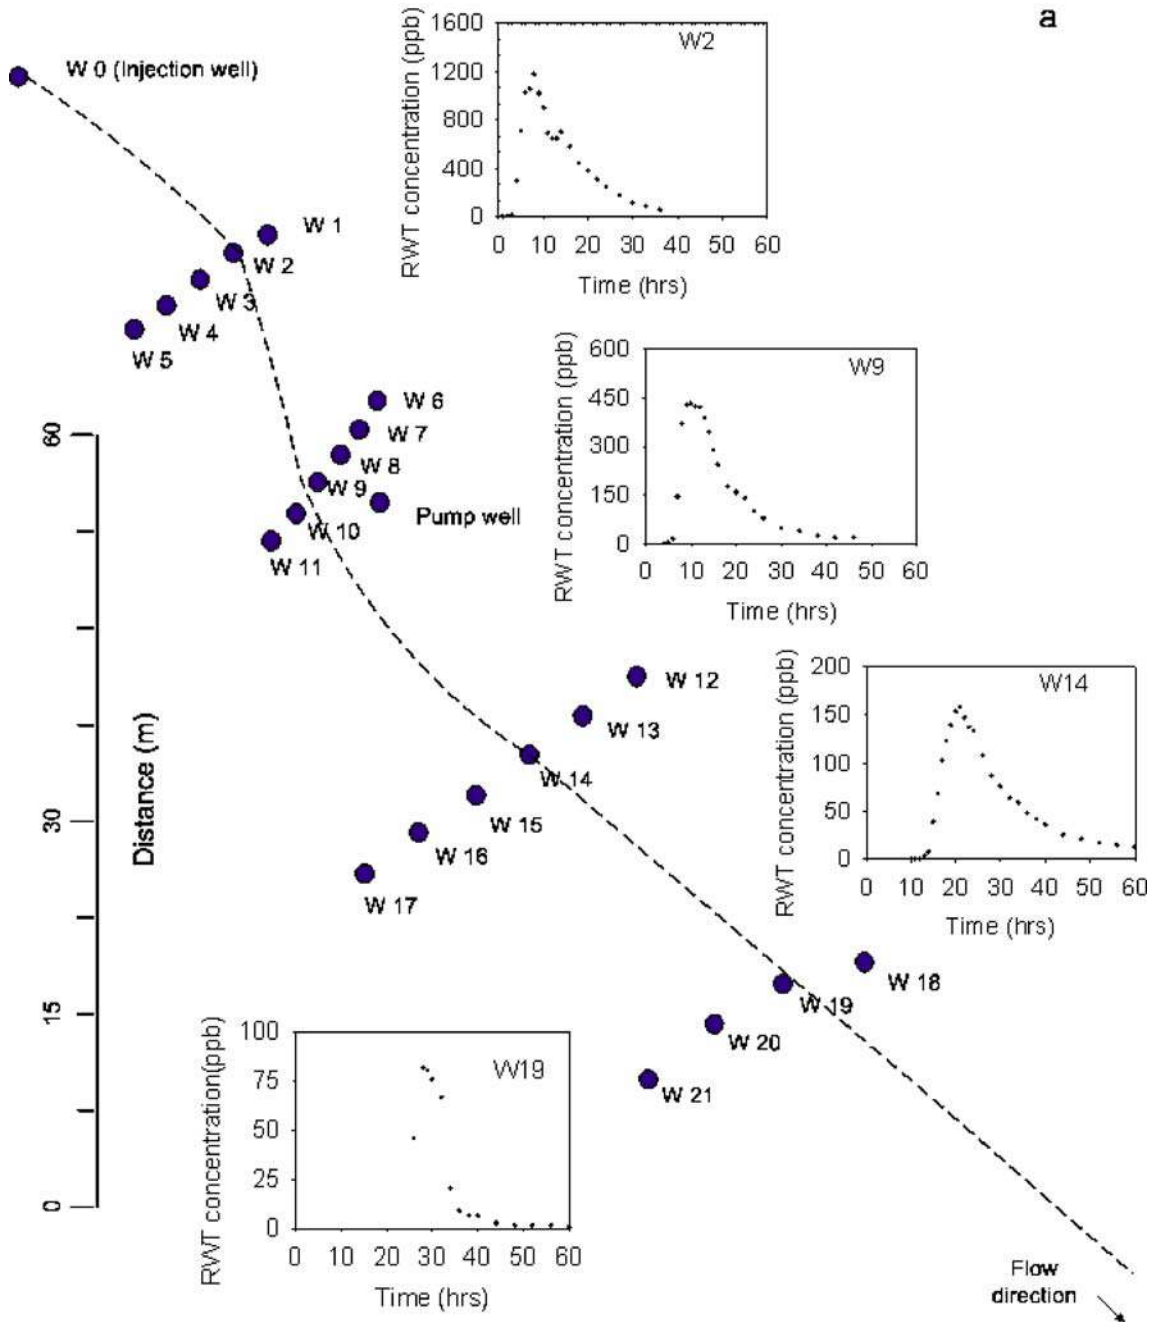 a
W 0 (Injection well)
W 1
W 2
W 3
W 4
W 5
RWT concentration (ppb)
1600
1200
800
400
0
W2
0 10 20 30 40 50 60
Time (hrs)
W 6
W 7
W 8
W 9
W 10
W 11
Pump well
RWT concentration (ppb)
600
450
300
150
0
W9
0 10 20 30 40 50 60
Time (hrs)
Distance (m)
60
30
15
0
W 12
W 13
W 14
W 15
W 16
W 17
RWT concentration (ppb)
200
150
100
50
0
W14
0 10 20 30 40 50 60
Time (hrs)
W 18
W 19
W 20
W 21
RWT concentration(ppb)
100
75
50
25
0
W19
0 10 20 30 40 50 60
Time (hrs)
Flow
direction